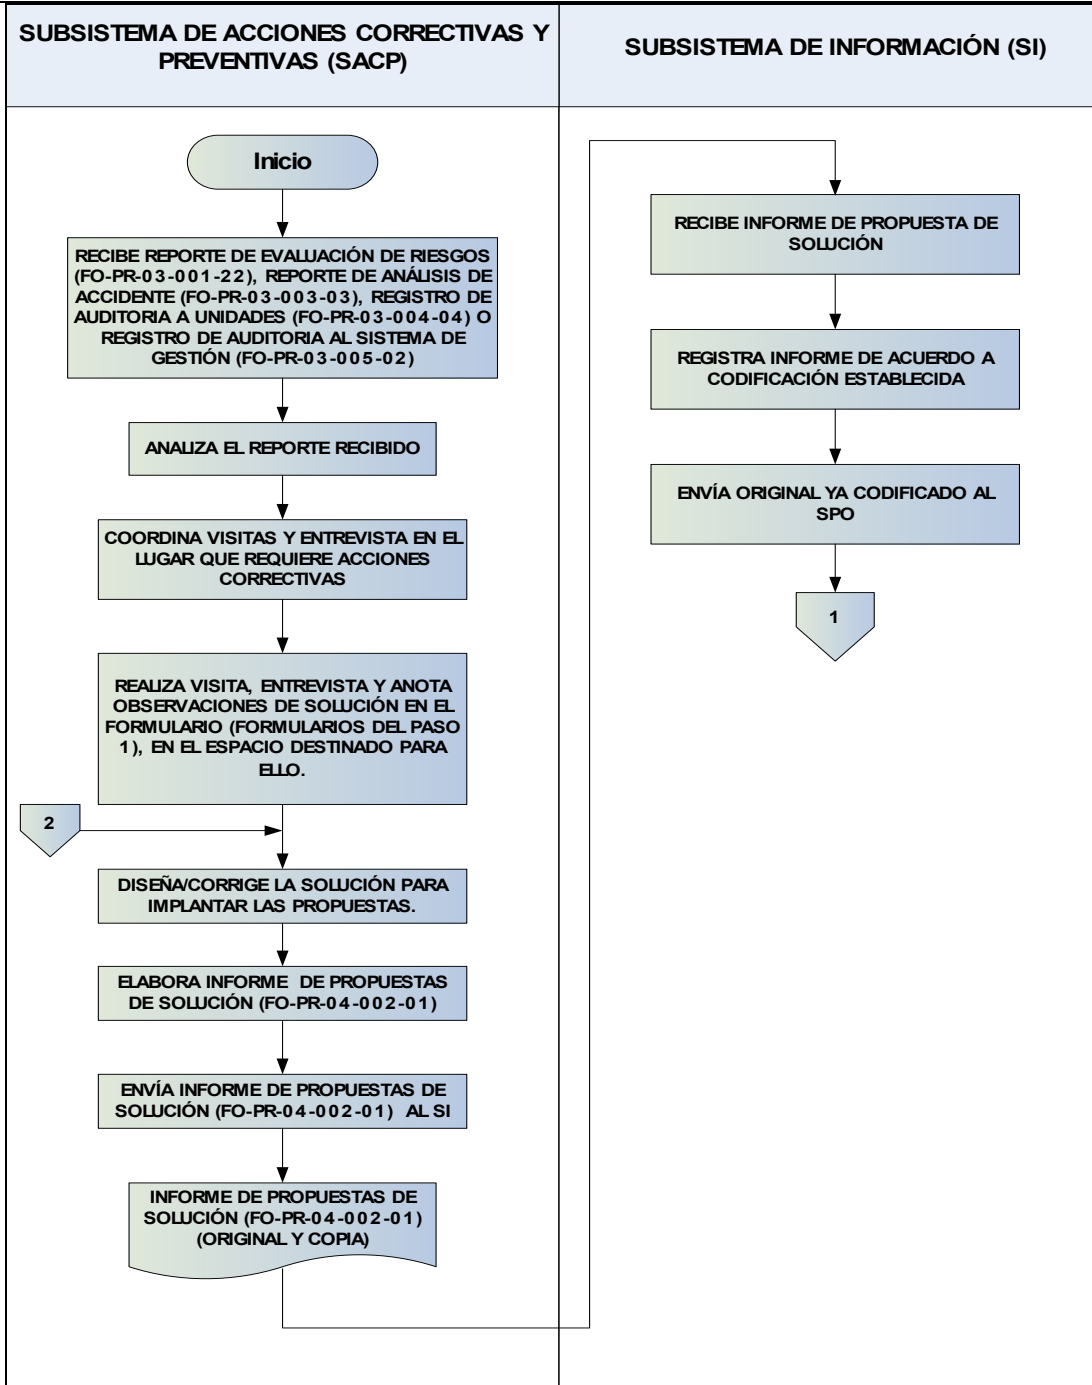 SUBSISTEMA DE ACCIONES CORRECTIVAS Y
PREVENTIVAS (SACP)
SUBSISTEMA DE INFORMACIÓN (SI)
Inicio
RECIBE REPORTE DE EVALUACIÓN DE RIESGOS
(FO-PR-03-001-22), REPORTE DE ANÁLISIS DE
ACCIDENTE (FO-PR-03-003-03), REGISTRO DE
AUDITORIA A UNIDADES (FO-PR-03-004-04) O
REGISTRO DE AUDITORIA AL SISTEMA DE
GESTIÓN (FO-PR-03-005-02)
ANALIZA EL REPORTE RECIBIDO
COORDINA VISITAS Y ENTREVISTA EN EL
LUGAR QUE REQUIERE ACCIONES
CORRECTIVAS
REALIZA VISITA, ENTREVISTA Y ANOTA
OBSERVACIONES DE SOLUCIÓN EN EL
FORMULARIO (FORMULARIOS DEL PASO
1), EN EL ESPACIO DESTINADO PARA
ELLO.
2
DISEÑA/CORRIGE LA SOLUCIÓN PARA
IMPLANTAR LAS PROPUESTAS.
ELABORA INFORME DE PROPUESTAS
DE SOLUCIÓN (FO-PR-04-002-01)
ENVÍA INFORME DE PROPUESTAS DE
SOLUCIÓN (FO-PR-04-002-01) AL SI
INFORME DE PROPUESTAS DE
SOLUCIÓN (FO-PR-04-002-01)
(ORIGINAL Y COPIA)
RECIBE INFORME DE PROPUESTA DE
SOLUCIÓN
REGISTRA INFORME DE ACUERDO A
CODIFICACIÓN ESTABLECIDA
ENVÍA ORIGINAL YA CODIFICADO AL
SPO
1